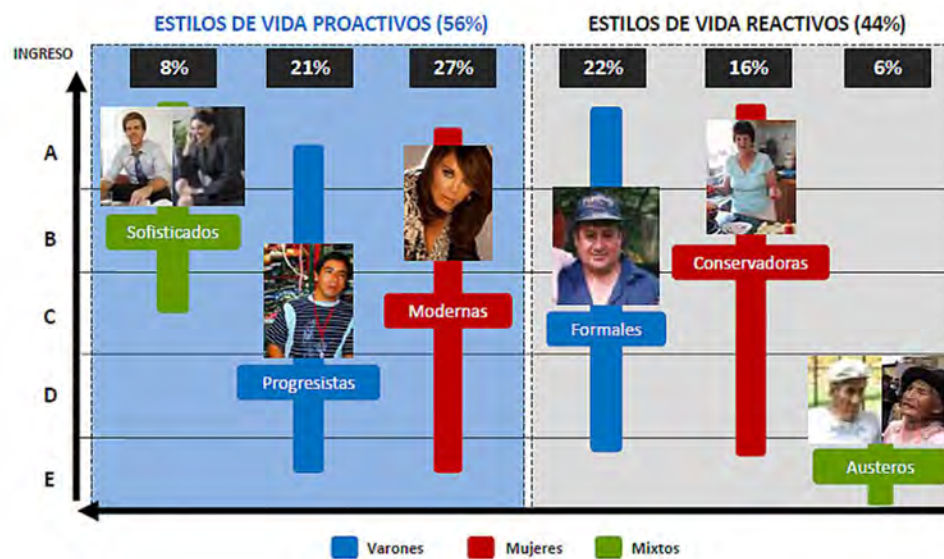 ESTILOS DE VIDA PROACTIVOS (56%)
ESTILOS DE VIDA REACTIVOS (44%)
INGRESO
8%
21%
27%
22%
16%
6%
A
B
C
D
E
Sofisticados
Progresistas
Modernas
Formales
Conservadoras
Austeros
Varones
Mujeres
Mixtos